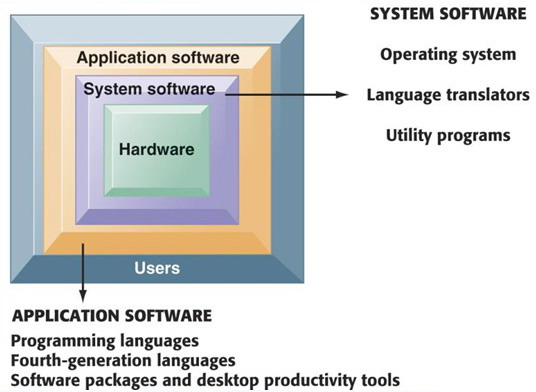 SYSTEM SOFTWARE
Application software
Operating system
System software
Language translators
Utility programs
Hardware
Users
APPLICATION SOFTWARE
Programming languages
Fourth-generation languages
Software packages and desktop productivity tools